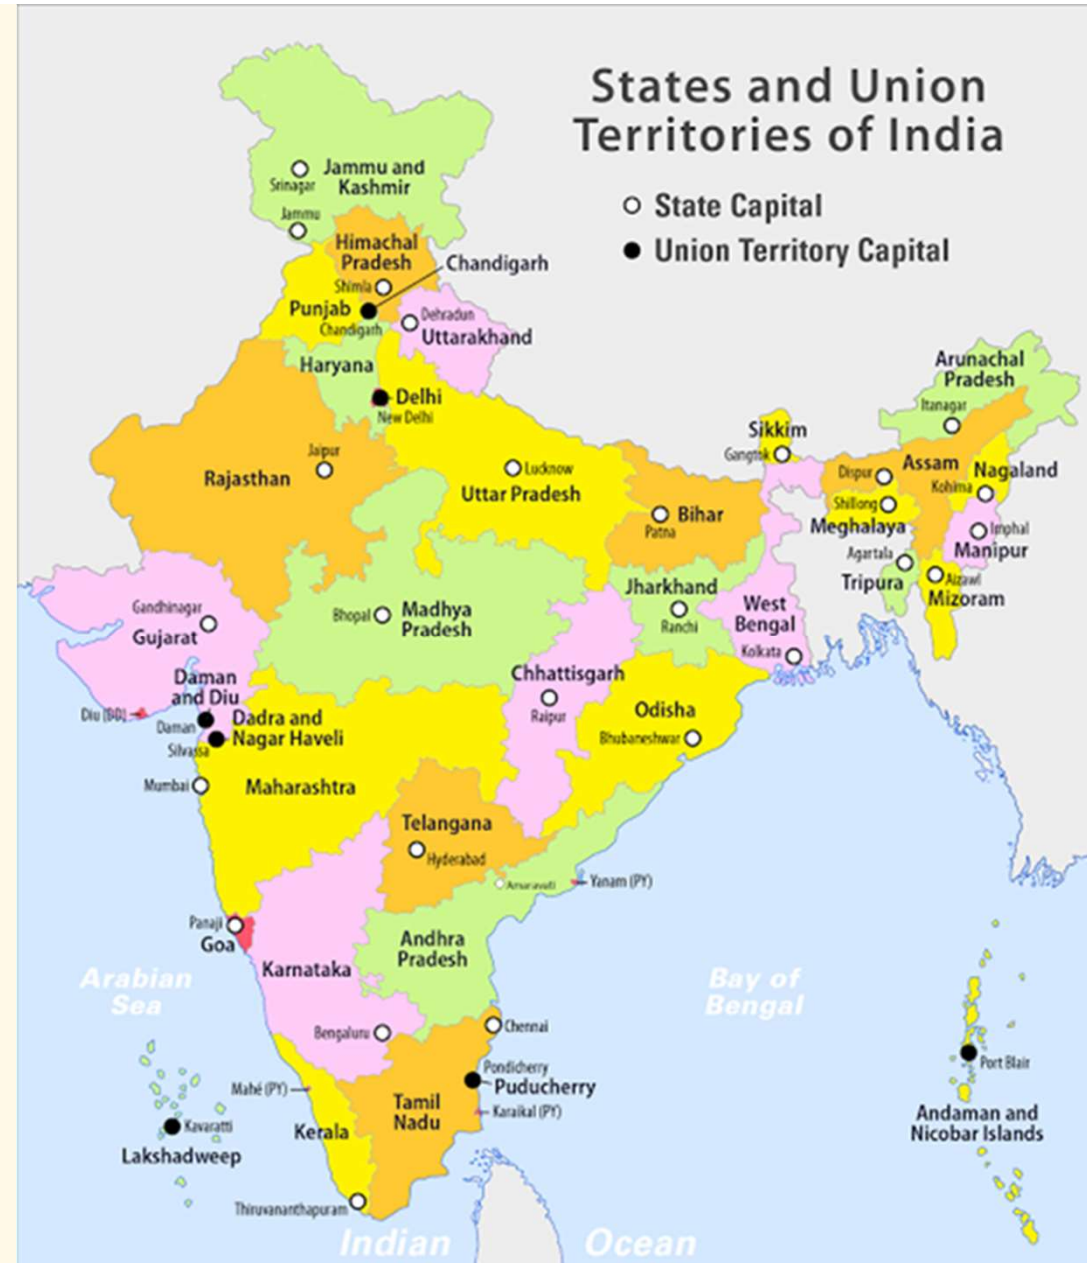 States and Union
Territories of India
State Capital
Union Territory Capital
Srinagar
Jammu and
Kashmir
Jammu
Himachal
Pradesh
Shimla
Chandigarh
Punjab
Chandigarh
Dehradun
Uttarakhand
Haryana
Delhi
New Delhi
Arunachal
Pradesh
Itanagar
Sikkim
Gangtok
Jaipur
Rajasthan
Lucknow
Uttar Pradesh
Dispur
Assam
Nagaland
Kohima
Shillong
Meghalaya
Bihar
Patna
Imphal
Manipur
Agartala
Tripura
Aizawl
Mizoram
Jharkhand
Ranchi
West
Bengal
Kolkata
Gandhinagar
Gujarat
Bhopal
Madhya
Pradesh
Daman
and Diu
Diu (DD)
Daman
Dadra and
Nagar Haveli
Silvassa
Chhattisgarh
Raipur
Odisha
Bhubaneshwar
Mumbai
Maharashtra
Telangana
Hyderabad
Amaravati
Yanam (PY)
Panaji
Goa
Karnataka
Andhra
Pradesh
Arabian
Sea
Bay of
Bengal
Bengaluru
Chennai
Pondicherry
Puducherry
Mahé (PY)
Karaikal (PY)
Tamil
Nadu
Kerala
Kavaratti
Lakshadweep
Thiruvananthapuram
Port Blair
Andaman and
Nicobar Islands
Indian Ocean